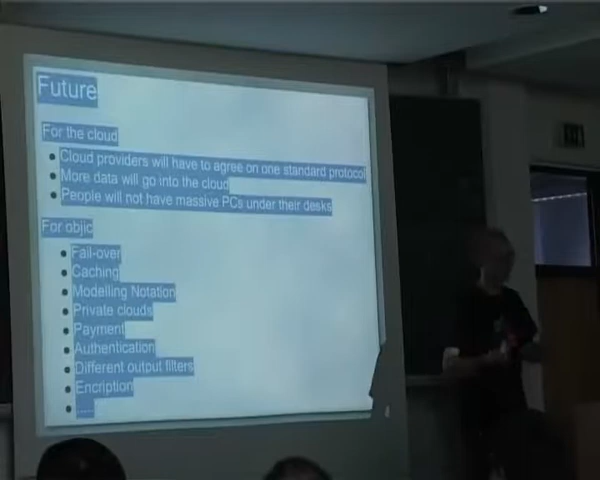 Future
For the cloud
Cloud providers will have to agree on one standard protocol
More data will go into the cloud
People will not have massive PCs under their desks
For objic
Fail-over
Caching
Modelling Notation
Private clouds
Payment
Authentication
Different output filters
Encription
....